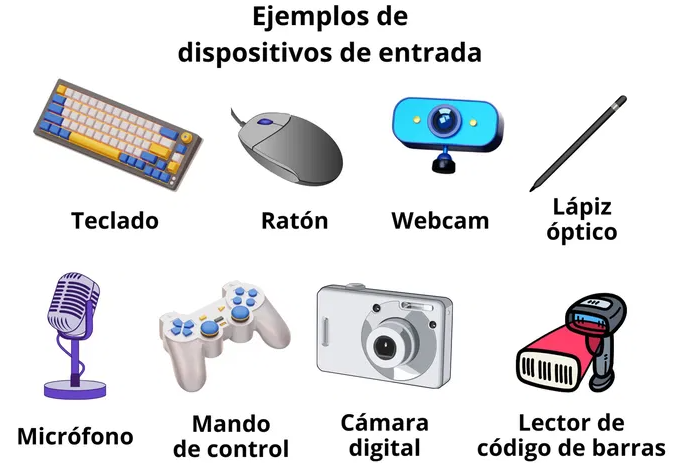 Ejemplos de
dispositivos de entrada
Teclado
Ratón
Webcam
Lápiz
óptico
Micrófono
Mando
de control
Cámara
digital
Lector de
código de barras